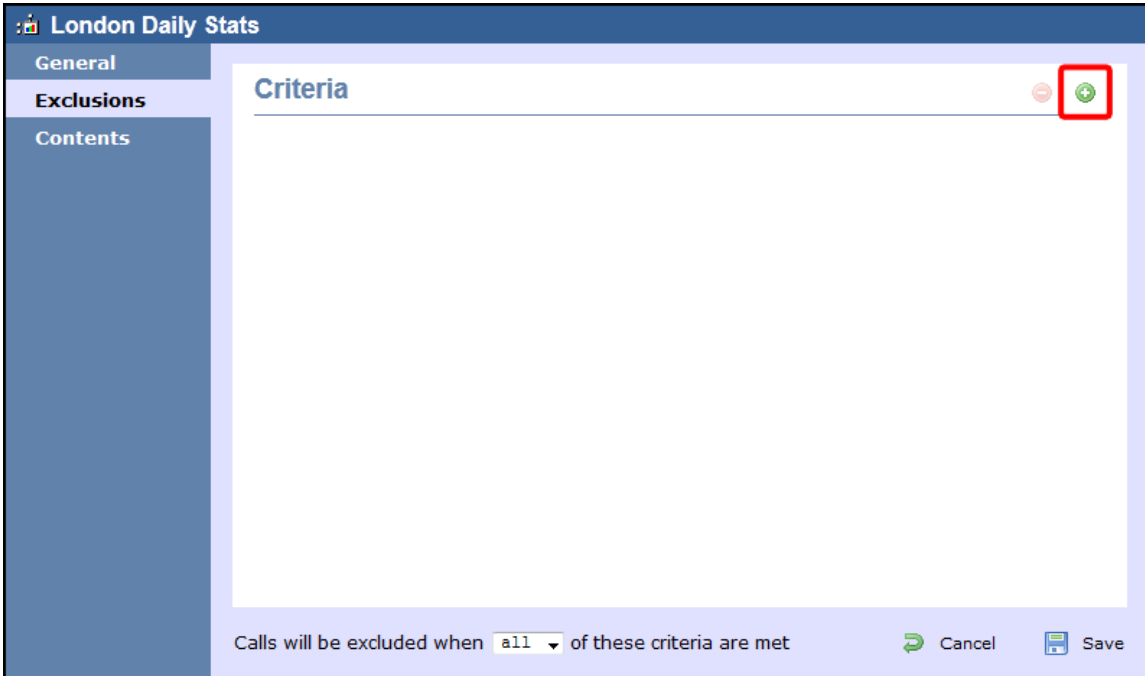 London Daily Stats
General
Exclusions
Contents
Criteria
Calls will be excluded when all of these criteria are met
Cancel
Save